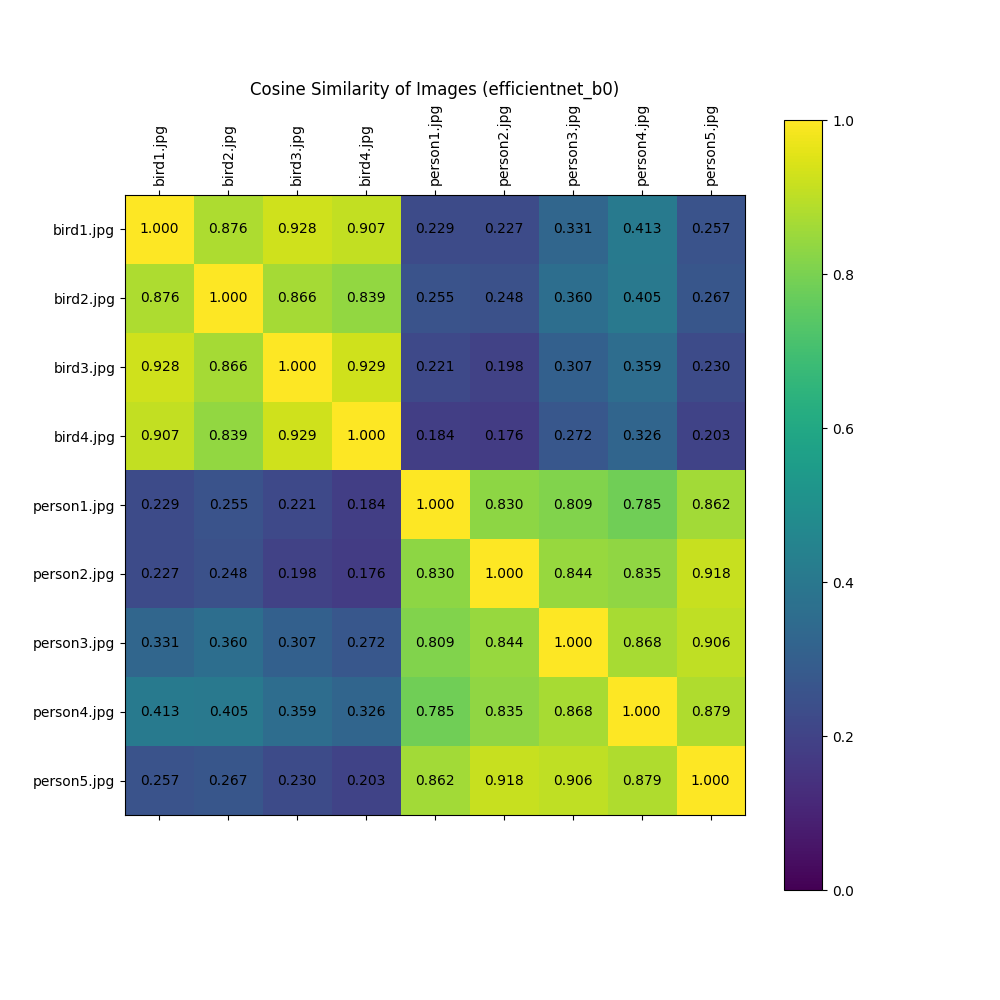 Cosine Similarity of Images (efficientnet_b0)
bird1.jpg bird2.jpg bird3.jpg bird4.jpg person1.jpg person2.jpg person3.jpg person4.jpg person5.jpg
bird1.jpg 1.000 0.876 0.928 0.907 0.229 0.227 0.331 0.413 0.257
bird2.jpg 0.876 1.000 0.866 0.839 0.255 0.248 0.360 0.405 0.267
bird3.jpg 0.928 0.866 1.000 0.929 0.221 0.198 0.307 0.359 0.230
bird4.jpg 0.907 0.839 0.929 1.000 0.184 0.176 0.272 0.326 0.203
person1.jpg 0.229 0.255 0.221 0.184 1.000 0.830 0.809 0.785 0.862
person2.jpg 0.227 0.248 0.198 0.176 0.830 1.000 0.844 0.835 0.918
person3.jpg 0.331 0.360 0.307 0.272 0.809 0.844 1.000 0.868 0.906
person4.jpg 0.413 0.405 0.359 0.326 0.785 0.835 0.868 1.000 0.879
person5.jpg 0.257 0.267 0.230 0.203 0.862 0.918 0.906 0.879 1.000
1.0
0.8
0.6
0.4
0.2
0.0